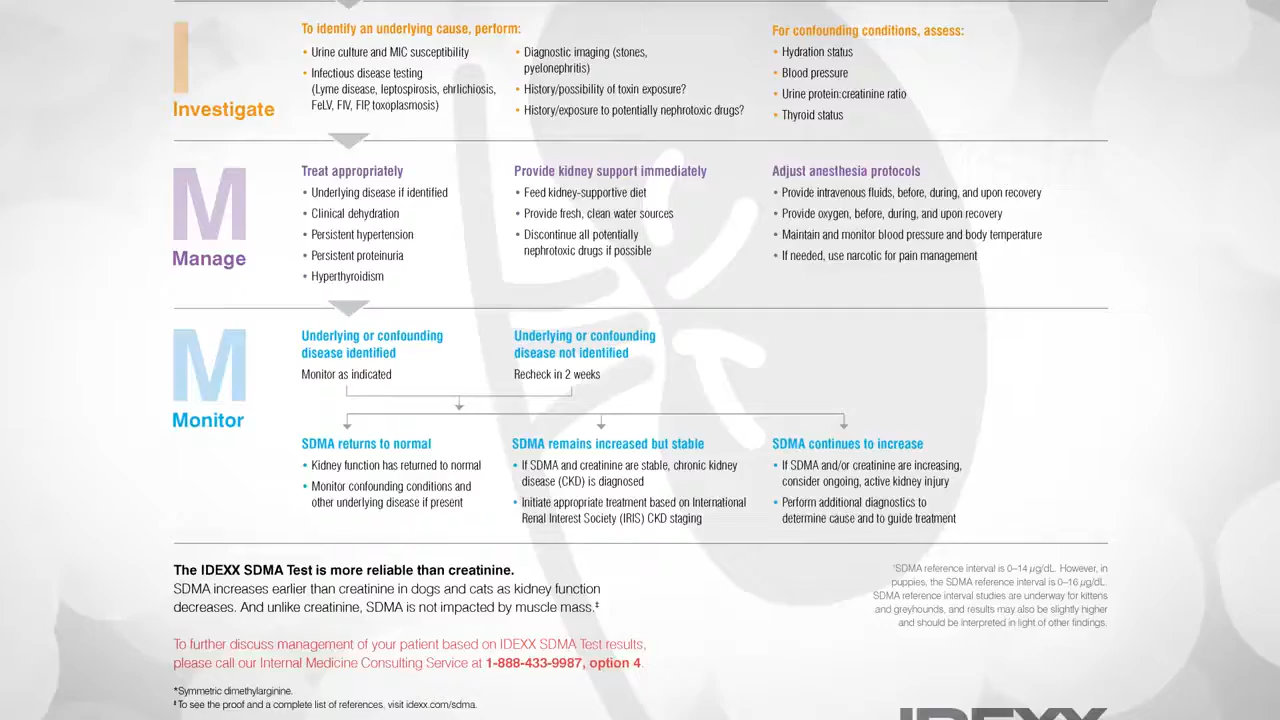 I
Investigate
To identify an underlying cause, perform:
• Urine culture and MIC susceptibility
• Infectious disease testing
(Lyme disease, leptospirosis, ehrlichiosis,
FeLV, FIV, FIP, toxoplasmosis)
• Diagnostic imaging (stones,
pyelonephritis)
• History/possibility of toxin exposure?
• History/exposure to potentially nephrotoxic drugs?
For confounding conditions, assess:
• Hydration status
• Blood pressure
• Urine protein:creatinine ratio
• Thyroid status
M
Manage
Treat appropriately
• Underlying disease if identified
• Clinical dehydration
• Persistent hypertension
• Persistent proteinuria
• Hyperthyroidism
Provide kidney support immediately
• Feed kidney-supportive diet
• Provide fresh, clean water sources
• Discontinue all potentially
nephrotoxic drugs if possible
Adjust anesthesia protocols
• Provide intravenous fluids, before, during, and upon recovery
• Provide oxygen, before, during, and upon recovery
• Maintain and monitor blood pressure and body temperature
• If needed, use narcotic for pain management
M
Monitor
Underlying or confounding
disease identified
Monitor as indicated
Underlying or confounding
disease not identified
Recheck in 2 weeks
SDMA returns to normal
• Kidney function has returned to normal
• Monitor confounding conditions and
other underlying disease if present
SDMA remains increased but stable
• If SDMA and creatinine are stable, chronic kidney
disease (CKD) is diagnosed
• Initiate appropriate treatment based on International
Renal Interest Society (IRIS) CKD staging
SDMA continues to increase
• If SDMA and/or creatinine are increasing,
consider ongoing, active kidney injury
• Perform additional diagnostics to
determine cause and to guide treatment
The IDEXX SDMA Test is more reliable than creatinine.
SDMA increases earlier than creatinine in dogs and cats as kidney function
decreases. And unlike creatinine, SDMA is not impacted by muscle mass.‡
To further discuss management of your patient based on IDEXX SDMA Test results,
please call our Internal Medicine Consulting Service at 1-888-433-9987, option 4.
*Symmetric dimethylarginine.
‡To see the proof and a complete list of references, visit idexx.com/sdma.
†SDMA reference interval is 0–14 µg/dL. However, in
puppies, the SDMA reference interval is 0–16 µg/dL.
SDMA reference interval studies are underway for kittens
and greyhounds, and results may also be slightly higher
and should be interpreted in light of other findings.
IDEXX